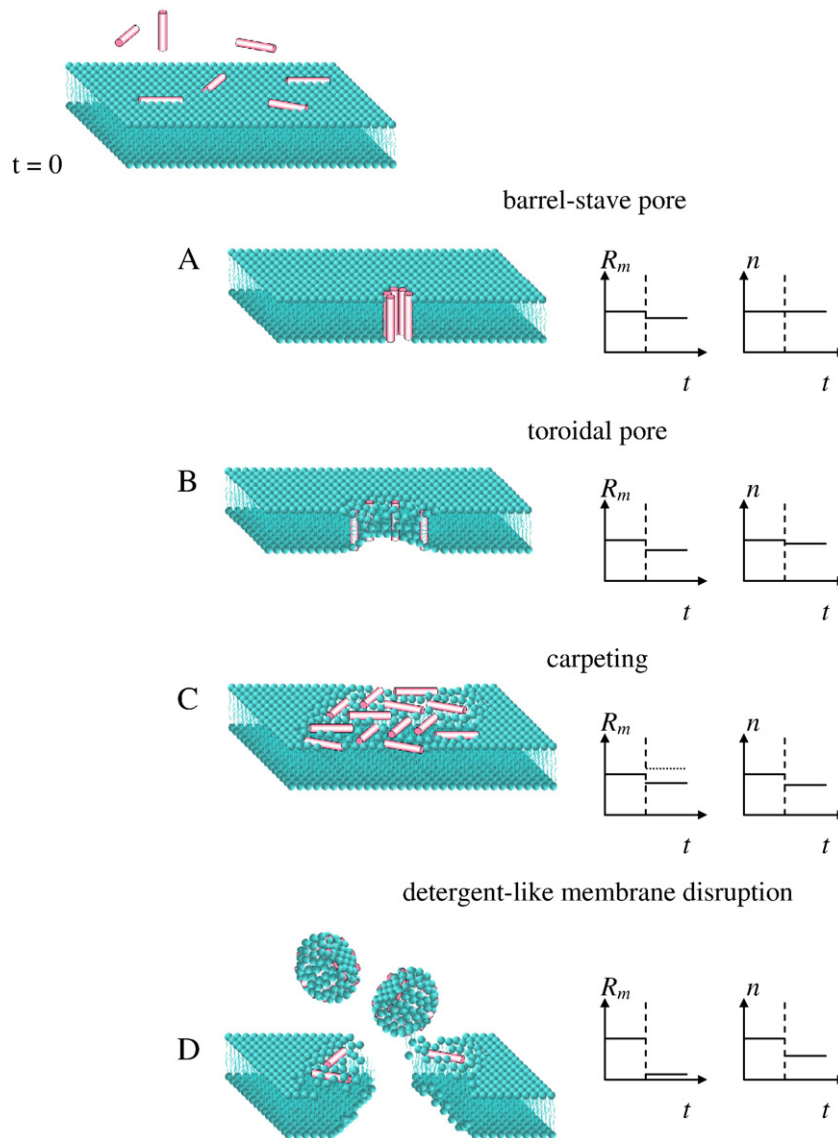 t = 0
barrel-stave pore
A
R_m n
t t
toroidal pore
B
R_m n
t t
carpeting
C
R_m n
t t
detergent-like membrane disruption
D
R_m n
t t